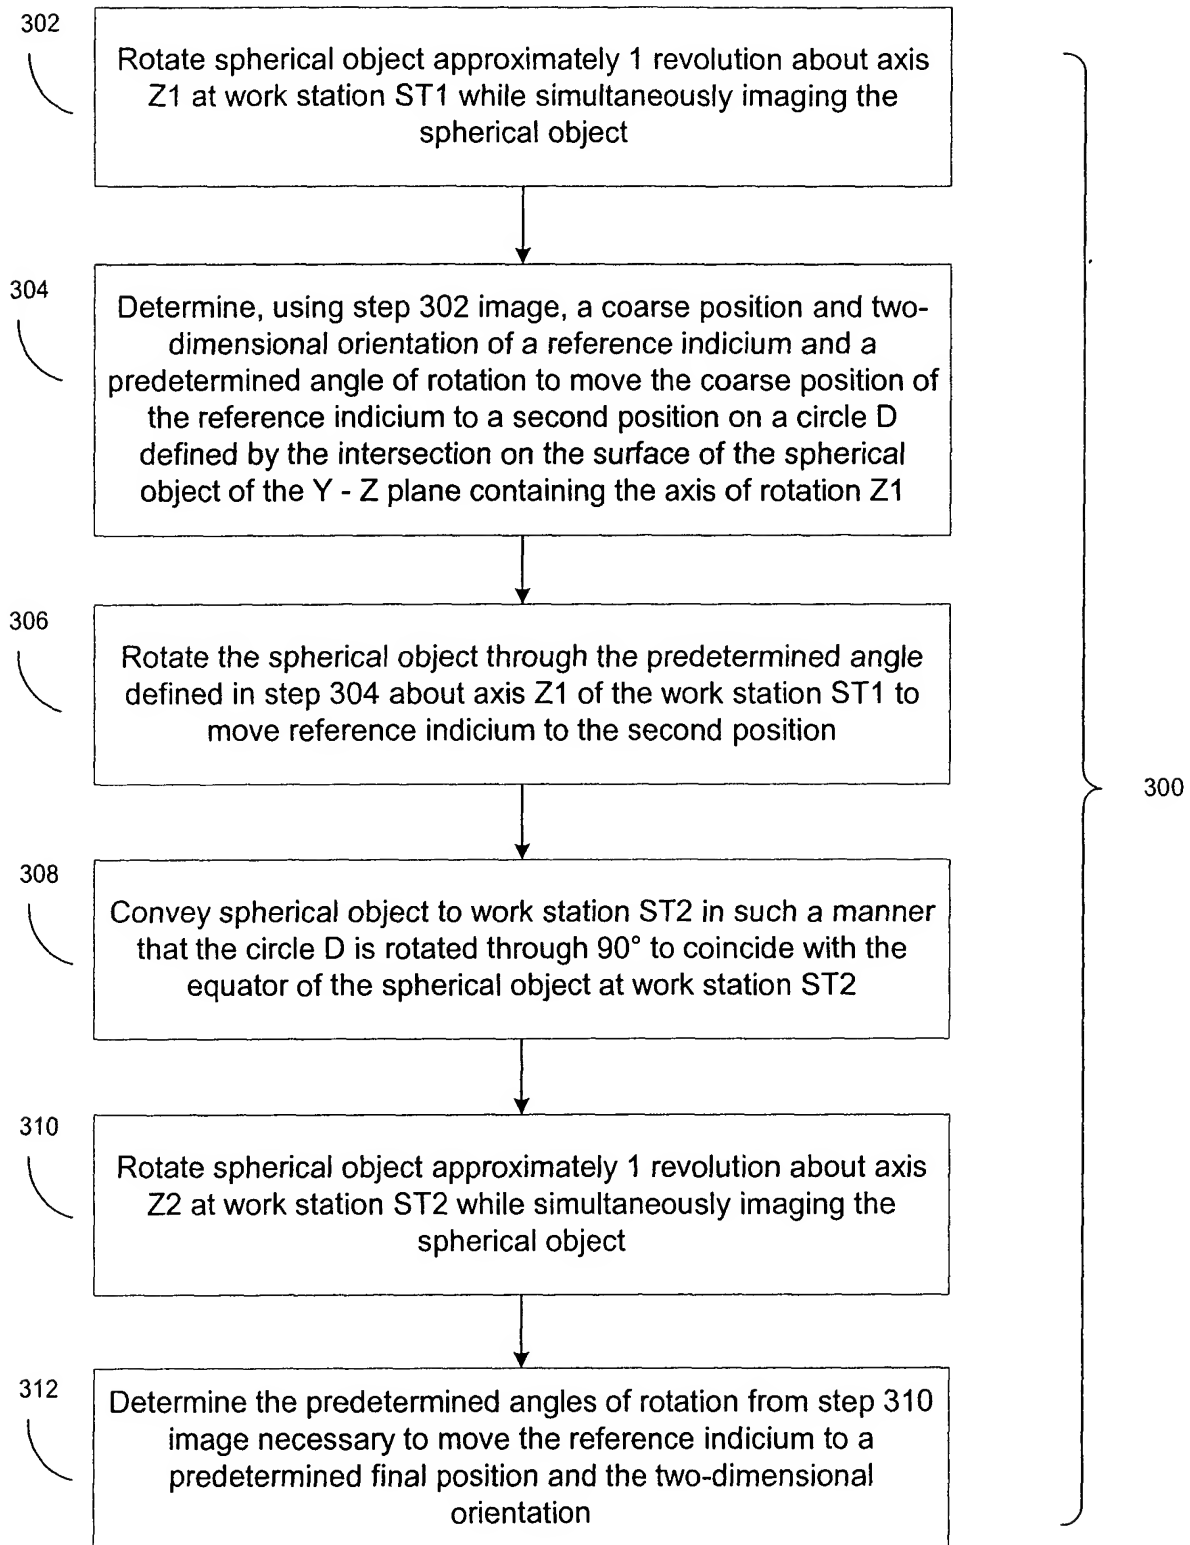 302
Rotate spherical object approximately 1 revolution about axis
Z1 at work station ST1 while simultaneously imaging the
spherical object
304
Determine, using step 302 image, a coarse position and two-
dimensional orientation of a reference indicium and a
predetermined angle of rotation to move the coarse position of
the reference indicium to a second position on a circle D
defined by the intersection on the surface of the spherical
object of the Y - Z plane containing the axis of rotation Z1
306
Rotate the spherical object through the predetermined angle
defined in step 304 about axis Z1 of the work station ST1 to
move reference indicium to the second position
300
308
Convey spherical object to work station ST2 in such a manner
that the circle D is rotated through 90° to coincide with the
equator of the spherical object at work station ST2
310
Rotate spherical object approximately 1 revolution about axis
Z2 at work station ST2 while simultaneously imaging the
spherical object
312
Determine the predetermined angles of rotation from step 310
image necessary to move the reference indicium to a
predetermined final position and the two-dimensional
orientation